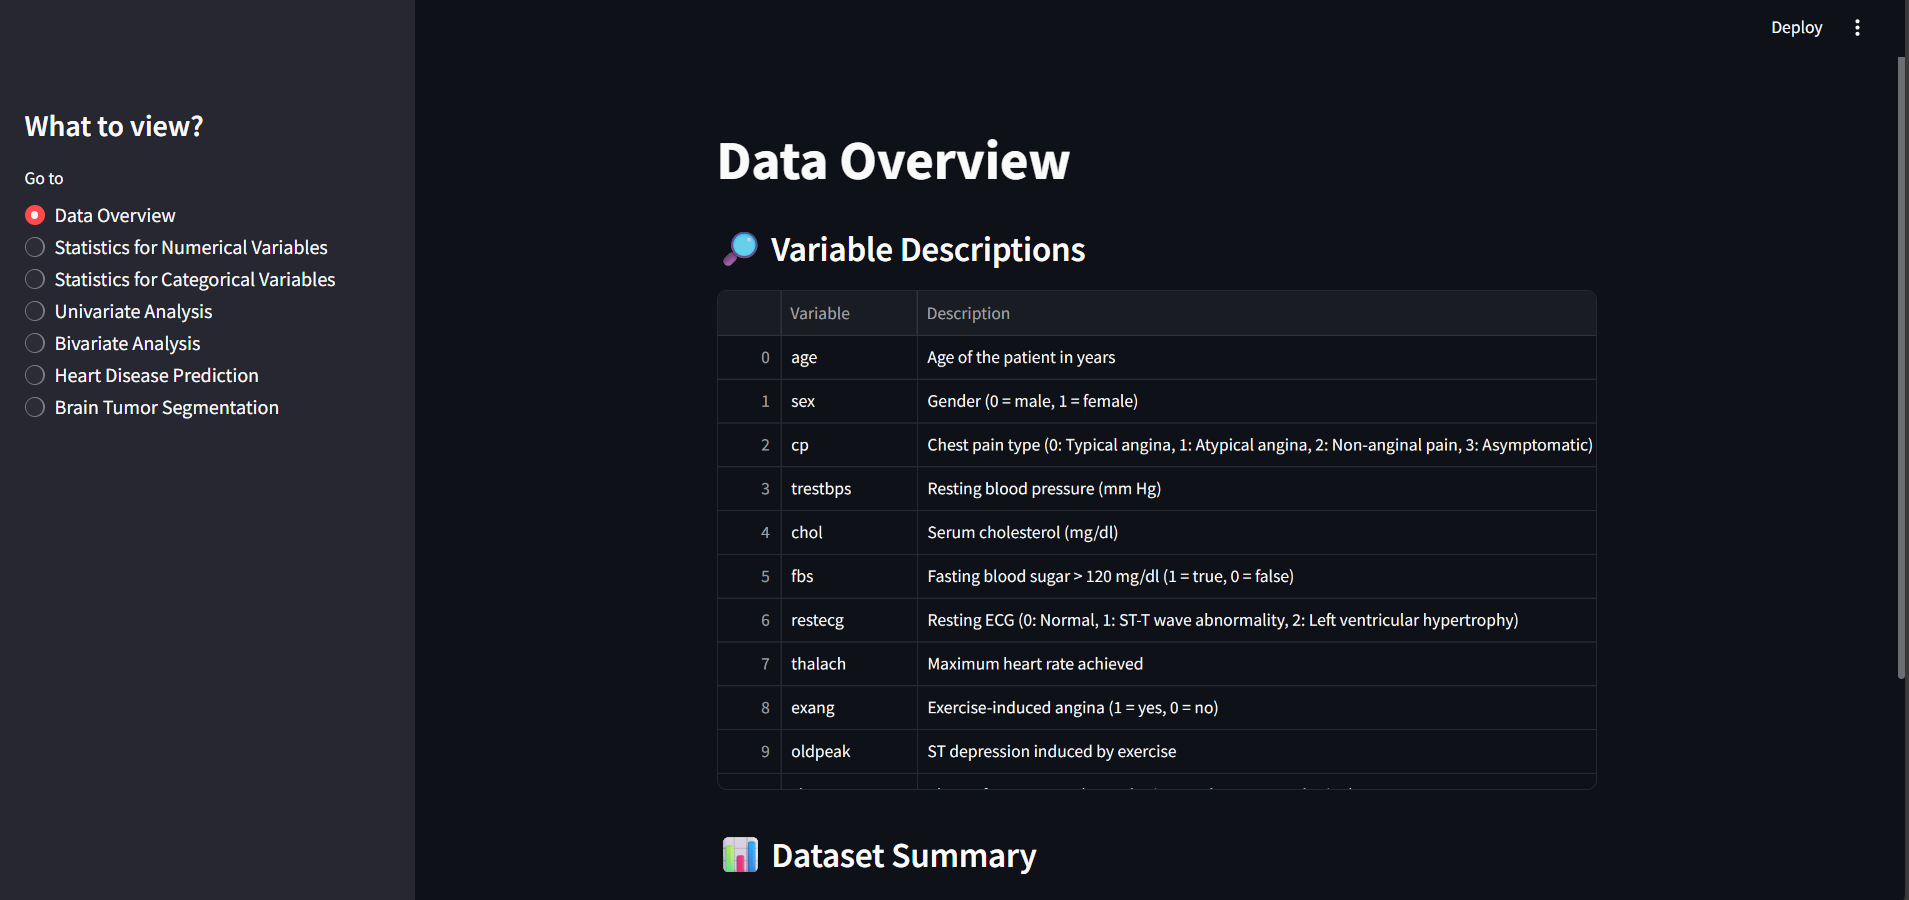 Deploy
What to view?
Go to
Data Overview
Statistics for Numerical Variables
Statistics for Categorical Variables
Univariate Analysis
Bivariate Analysis
Heart Disease Prediction
Brain Tumor Segmentation
Data Overview
Variable Descriptions
Variable Description
0 age Age of the patient in years
1 sex Gender (0 = male, 1 = female)
2 cp Chest pain type (0: Typical angina, 1: Atypical angina, 2: Non-anginal pain, 3: Asymptomatic)
3 trestbps Resting blood pressure (mm Hg)
4 chol Serum cholesterol (mg/dl)
5 fbs Fasting blood sugar > 120 mg/dl (1 = true, 0 = false)
6 restecg Resting ECG (0: Normal, 1: ST-T wave abnormality, 2: Left ventricular hypertrophy)
7 thalach Maximum heart rate achieved
8 exang Exercise-induced angina (1 = yes, 0 = no)
9 oldpeak ST depression induced by exercise
Dataset Summary